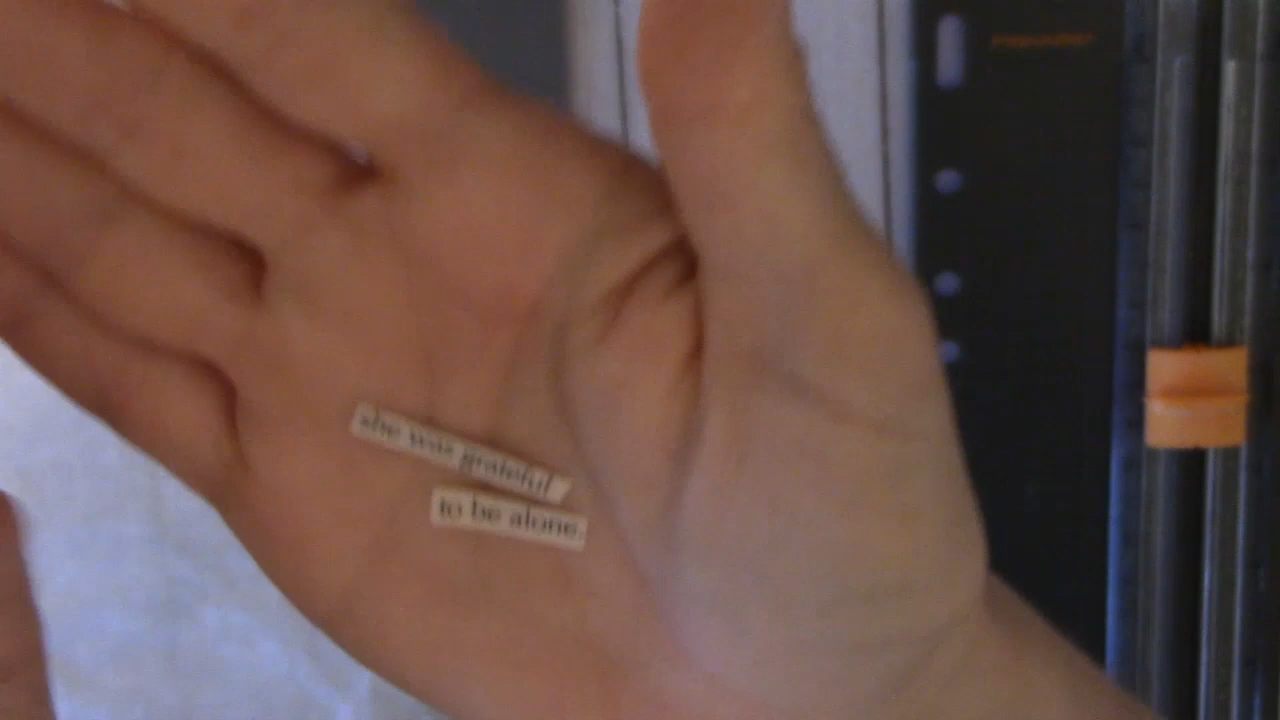 she was grateful
to be alone.